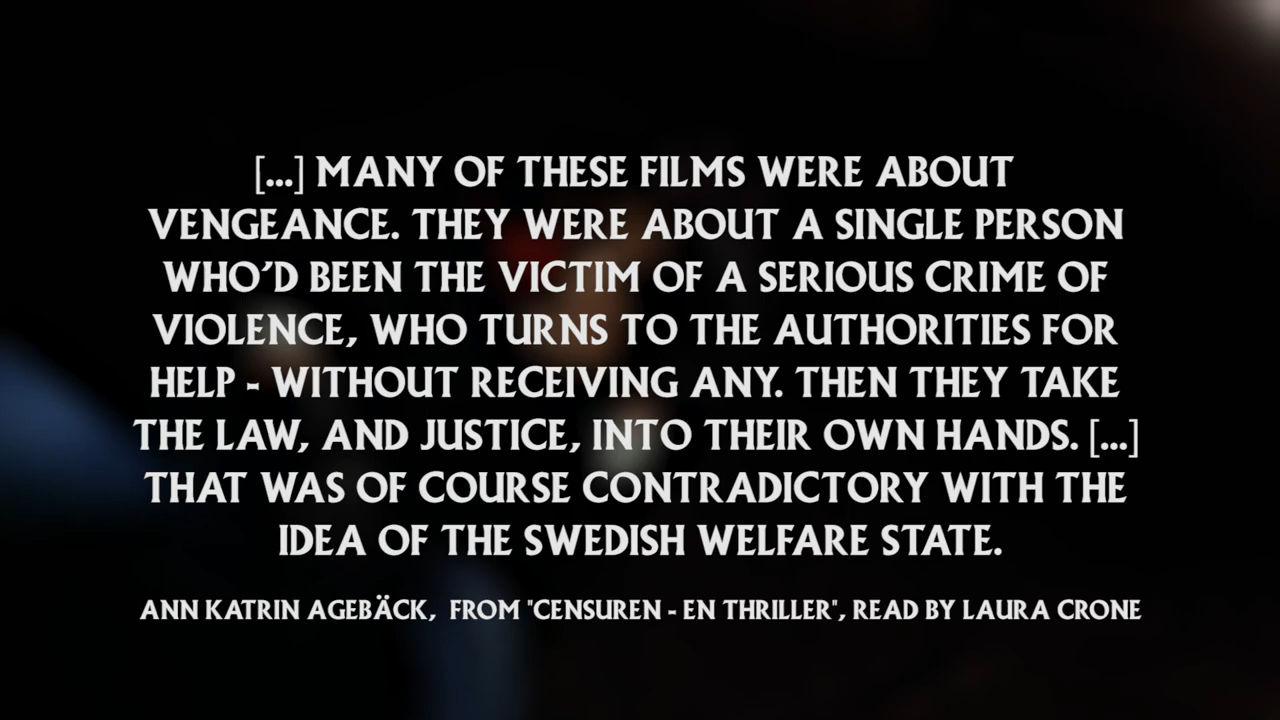 [...] MANY OF THESE FILMS WERE ABOUT
VENGEANCE. THEY WERE ABOUT A SINGLE PERSON
WHO'D BEEN THE VICTIM OF A SERIOUS CRIME OF
VIOLENCE, WHO TURNS TO THE AUTHORITIES FOR
HELP - WITHOUT RECEIVING ANY. THEN THEY TAKE
THE LAW, AND JUSTICE, INTO THEIR OWN HANDS. [...]
THAT WAS OF COURSE CONTRADICTORY WITH THE
IDEA OF THE SWEDISH WELFARE STATE.
ANN KATRIN AGEBÄCK, FROM "CENSUREN - EN THRILLER", READ BY LAURA CRONE